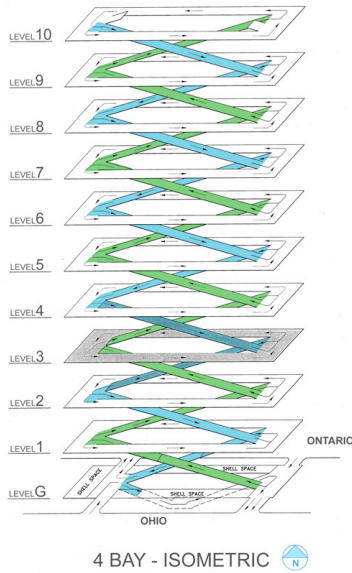 LEVEL 10
LEVEL 9
LEVEL 8
LEVEL 7
LEVEL 6
LEVEL 5
LEVEL 4
LEVEL 3
LEVEL 2
LEVEL 1
ONTARIO
SHELL SPACE
SHELL SPACE
SHELL SPACE
LEVEL G
OHIO
4 BAY - ISOMETRIC
N